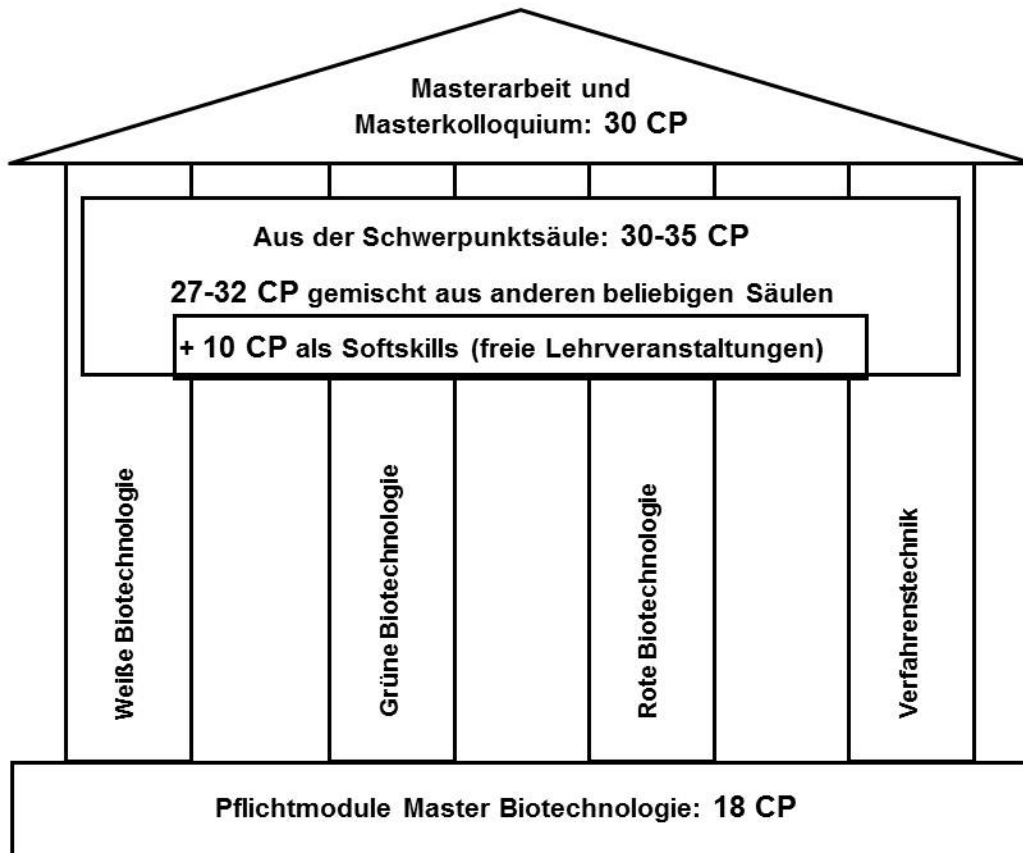 Masterarbeit und
Masterkolloquium: 30 CP
Aus der Schwerpunktsäule: 30-35 CP
27-32 CP gemischt aus anderen beliebigen Säulen
+ 10 CP als Softskills (freie Lehrveranstaltungen)
Weiße Biotechnologie
Grüne Biotechnologie
Rote Biotechnologie
Verfahrenstechnik
Pflichtmodule Master Biotechnologie: 18 CP